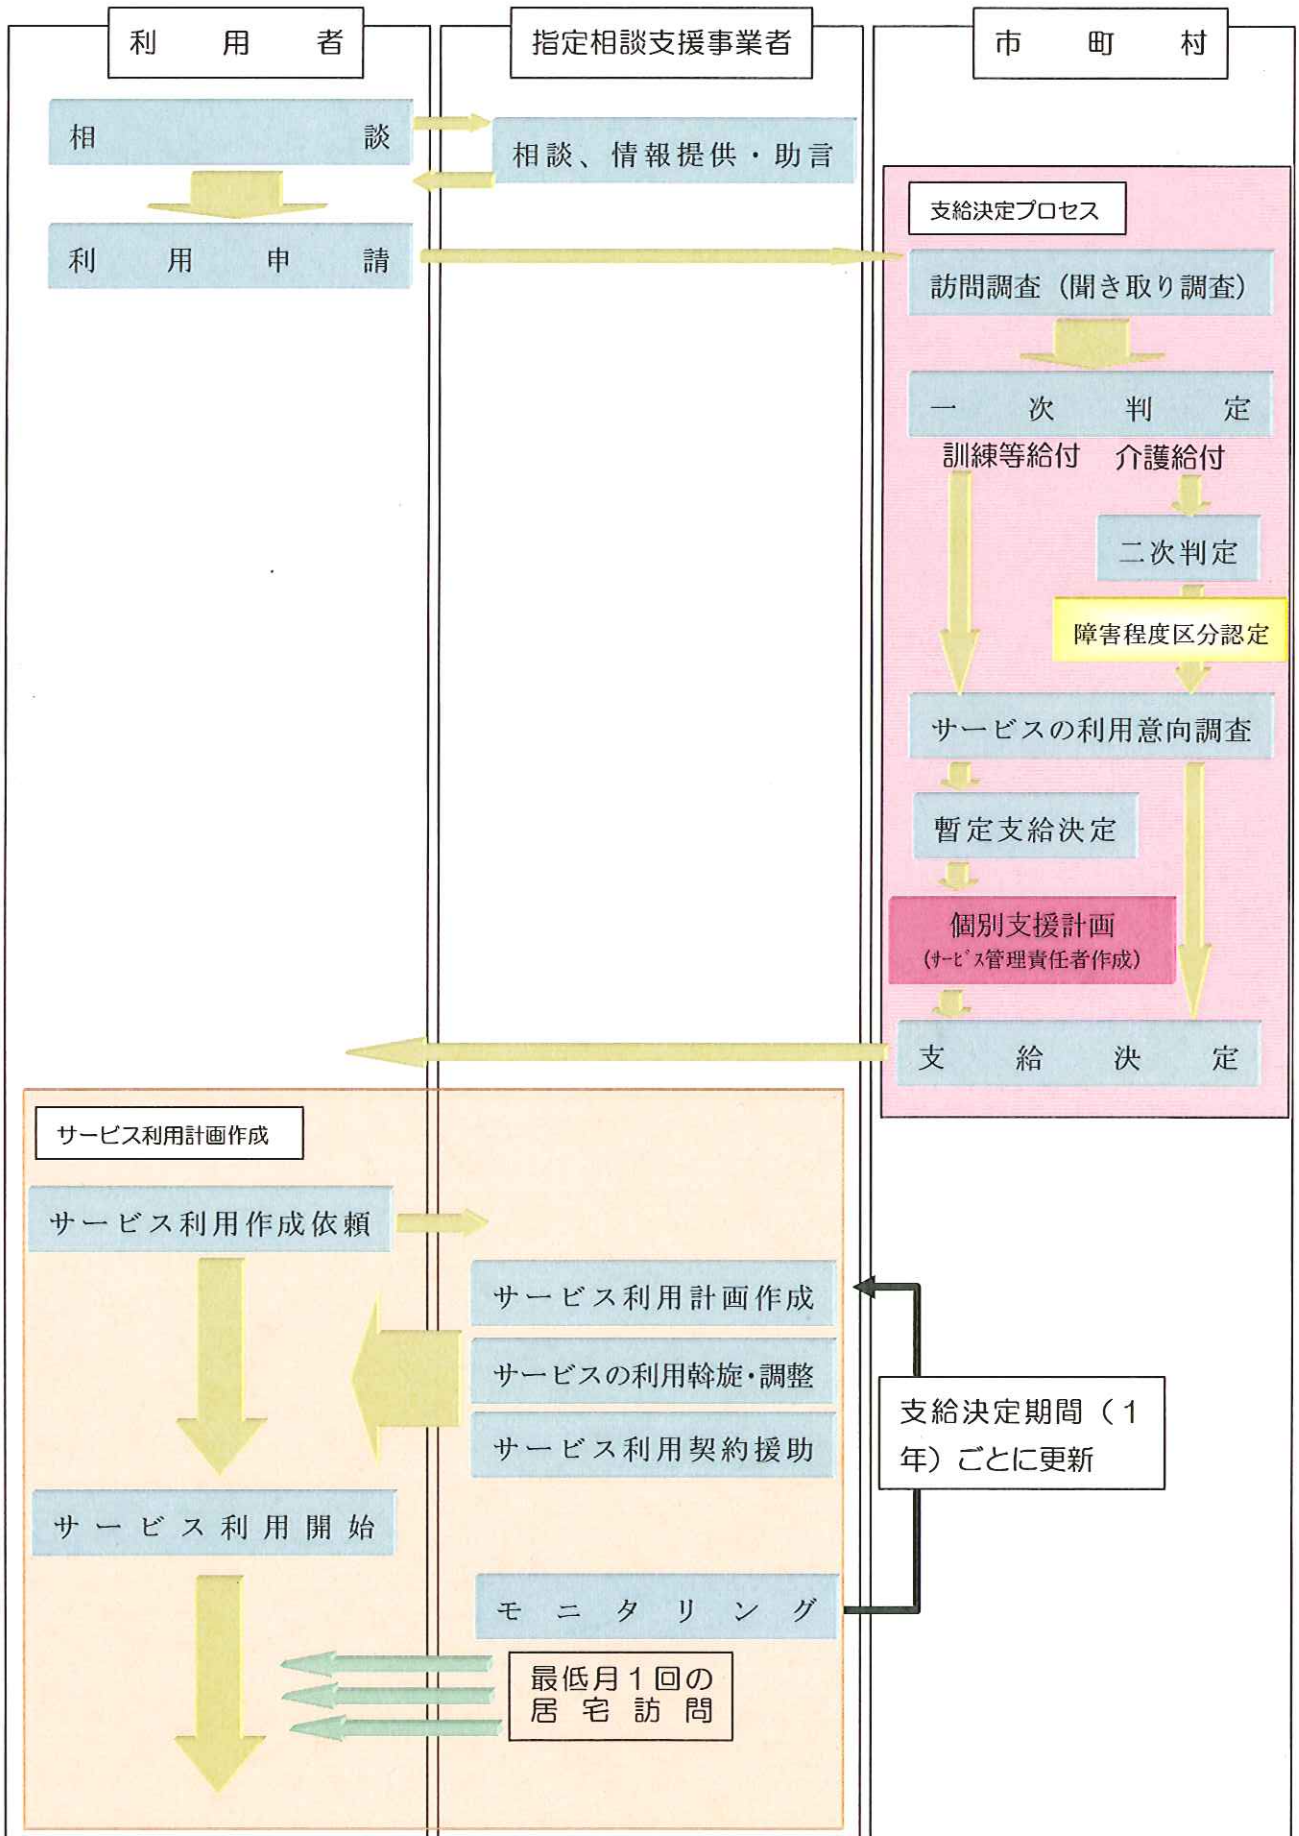 利用者
指定相談支援事業者
市町村
相談
相談、情報提供・助言
利用申請
支給決定プロセス
訪問調査（聞き取り調査）
一次判定
訓練等給付
介護給付
二次判定
障害程度区分認定
サービスの利用意向調査
暫定支給決定
個別支援計画
(ｻｰﾋﾞｽ管理責任者作成)
支給決定
サービス利用計画作成
サービス利用作成依頼
サービス利用計画作成
サービスの利用斡旋・調整
サービス利用契約援助
支給決定期間（1
年）ごとに更新
サービス利用開始
モニタリング
最低月１回の
居宅訪問